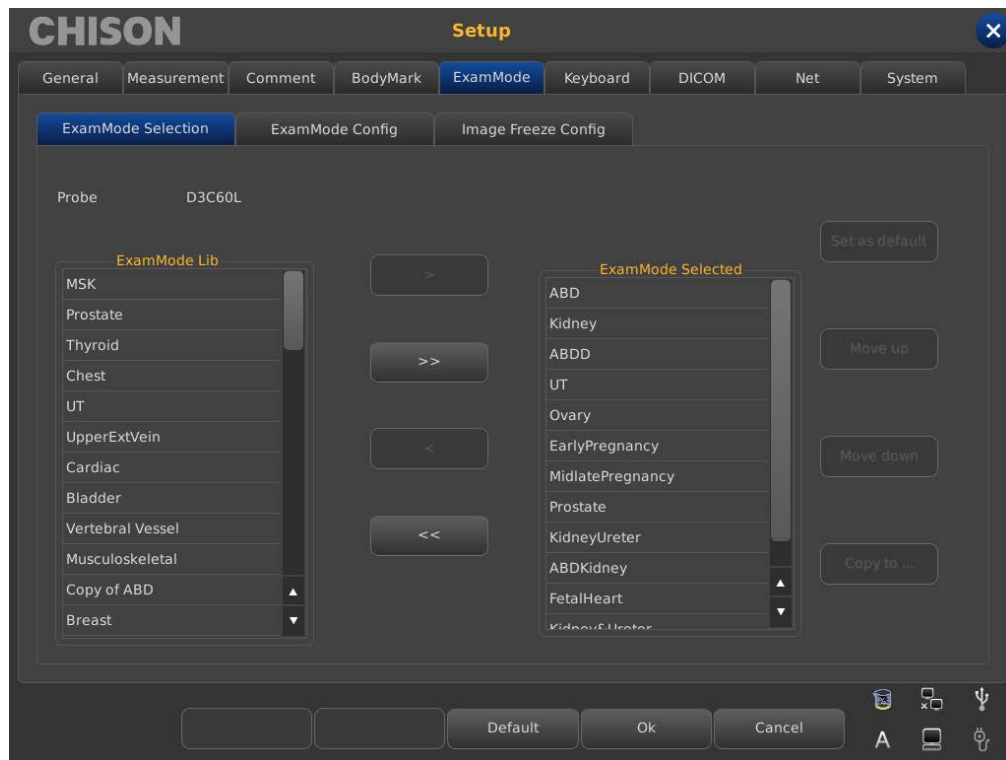 CHISON
Setup
General Measurement Comment BodyMark ExamMode Keyboard DICOM Net System
ExamMode Selection ExamMode Config Image Freeze Config
Probe D3C60L
ExamMode Lib
MSK
Prostate
Thyroid
Chest
UT
UpperExtVein
Cardiac
Bladder
Vertebral Vessel
Musculoskeletal
Copy of ABD
Breast
>
>>
<
<<
ExamMode Selected
ABD
Kidney
ABDD
UT
Ovary
EarlyPregnancy
MidlatePregnancy
Prostate
KidneyUreter
ABDKidney
FetalHeart
Kidney&Ureter
Set as default
Move up
Move down
Copy to ...
Default Ok Cancel
A